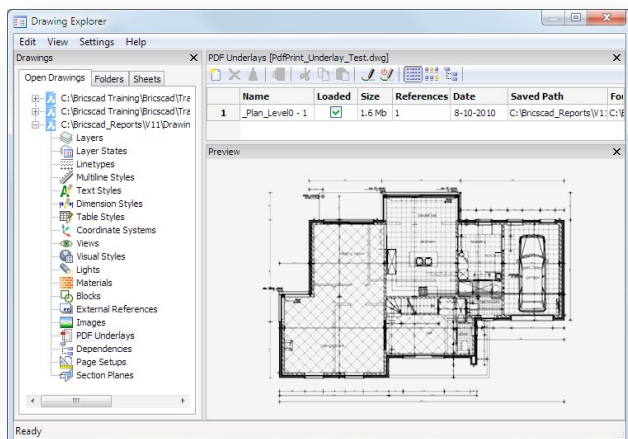 Drawing Explorer
Edit View Settings Help
Drawings
Open Drawings Folders Sheets
C:\Bricscad Training\Bricscad\Tra
C:\Bricscad Training\Bricscad\Tra
C:\Bricscad_Reports\V11\Drawin
Layers
Layer States
Linetypes
Multiline Styles
Text Styles
Dimension Styles
Table Styles
Coordinate Systems
Views
Visual Styles
Lights
Materials
Blocks
External References
Images
PDF Underlays
Dependencies
Page Setups
Section Planes
PDF Underlays [PdfPrint_Underlay_Test.dwg]
Name Loaded Size References Date Saved Path
1 _Plan_Level0 - 1 1.6 Mb 1 8-10-2010 C:\Bricscad_Reports\V1
Preview
Ready